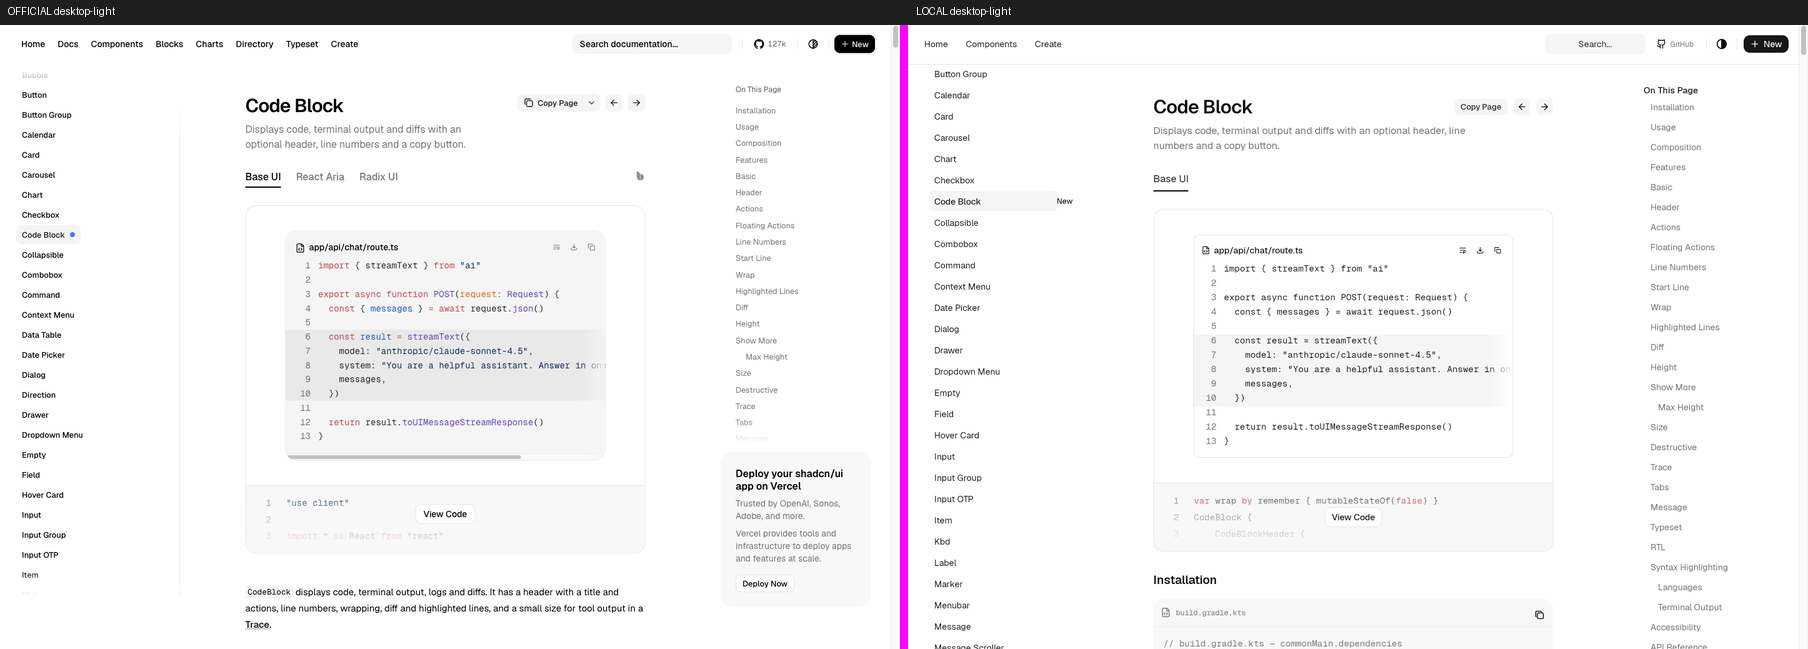 OFFICIAL desktop-light
Home Docs Components Blocks Charts Directory Typeset Create
Search documentation...
127k
+ New
Bubble
Button
Button Group
Calendar
Card
Carousel
Chart
Checkbox
Code Block
Collapsible
Combobox
Command
Context Menu
Data Table
Date Picker
Dialog
Direction
Drawer
Dropdown Menu
Empty
Field
Hover Card
Input
Input Group
Input OTP
Item
Code Block
Copy Page
Displays code, terminal output and diffs with an
optional header, line numbers and a copy button.
Base UI React Aria Radix UI
app/api/chat/route.ts
1 import { streamText } from "ai"
2
3 export async function POST(request: Request) {
4 const { messages } = await request.json()
5
6 const result = streamText({
7 model: "anthropic/claude-sonnet-4.5",
8 system: "You are a helpful assistant. Answer in on
9 messages,
10 })
11
12 return result.toUIMessageStreamResponse()
13 }
1 "use client"
2
3 import * as React from "react"
View Code
CodeBlock displays code, terminal output, logs and diffs. It has a header with a title and
actions, line numbers, wrapping, diff and highlighted lines, and a small size for tool output in a
Trace.
On This Page
Installation
Usage
Composition
Features
Basic
Header
Actions
Floating Actions
Line Numbers
Start Line
Wrap
Highlighted Lines
Diff
Height
Show More
Max Height
Size
Destructive
Trace
Tabs
Message
Deploy your shadcn/ui
app on Vercel
Trusted by OpenAI, Sonos,
Adobe, and more.
Vercel provides tools and
infrastructure to deploy apps
and features at scale.
Deploy Now
LOCAL desktop-light
Home Components Create
Search...
GitHub
+ New
Button Group
Calendar
Card
Carousel
Chart
Checkbox
Code Block New
Collapsible
Combobox
Command
Context Menu
Date Picker
Dialog
Drawer
Dropdown Menu
Empty
Field
Hover Card
Input
Input Group
Input OTP
Item
Kbd
Label
Marker
Menubar
Message
Message Scroller
Code Block
Copy Page
Displays code, terminal output and diffs with an optional header, line
numbers and a copy button.
Base UI
app/api/chat/route.ts
1 import { streamText } from "ai"
2
3 export async function POST(request: Request) {
4 const { messages } = await request.json()
5
6 const result = streamText({
7 model: "anthropic/claude-sonnet-4.5",
8 system: "You are a helpful assistant. Answer in on
9 messages,
10 })
11
12 return result.toUIMessageStreamResponse()
13 }
1 var wrap by remember { mutableStateOf(false) }
2 CodeBlock {
3 CodeBlockHeader {
View Code
Installation
build.gradle.kts
// build.gradle.kts — commonMain.dependencies
On This Page
Installation
Usage
Composition
Features
Basic
Header
Actions
Floating Actions
Line Numbers
Start Line
Wrap
Highlighted Lines
Diff
Height
Show More
Max Height
Size
Destructive
Trace
Tabs
Message
Typeset
RTL
Syntax Highlighting
Languages
Terminal Output
Accessibility
API Reference